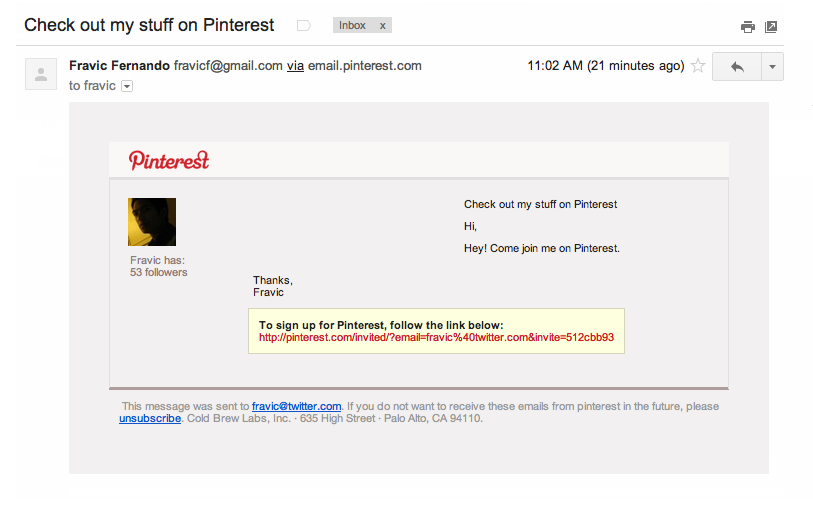 Check out my stuff on Pinterest
Inbox x
Fravic Fernando fravicf@gmail.com via email.pinterest.com
11:02 AM (21 minutes ago)
to fravic
Pinterest
Check out my stuff on Pinterest
Hi,
Hey! Come join me on Pinterest.
Fravic has:
53 followers
Thanks,
Fravic
To sign up for Pinterest, follow the link below:
http://pinterest.com/invited/?email=fravic%40twitter.com&invite=512cbb93
This message was sent to fravic@twitter.com. If you do not want to receive these emails from pinterest in the future, please
unsubscribe. Cold Brew Labs, Inc. · 635 High Street · Palo Alto, CA 94110.